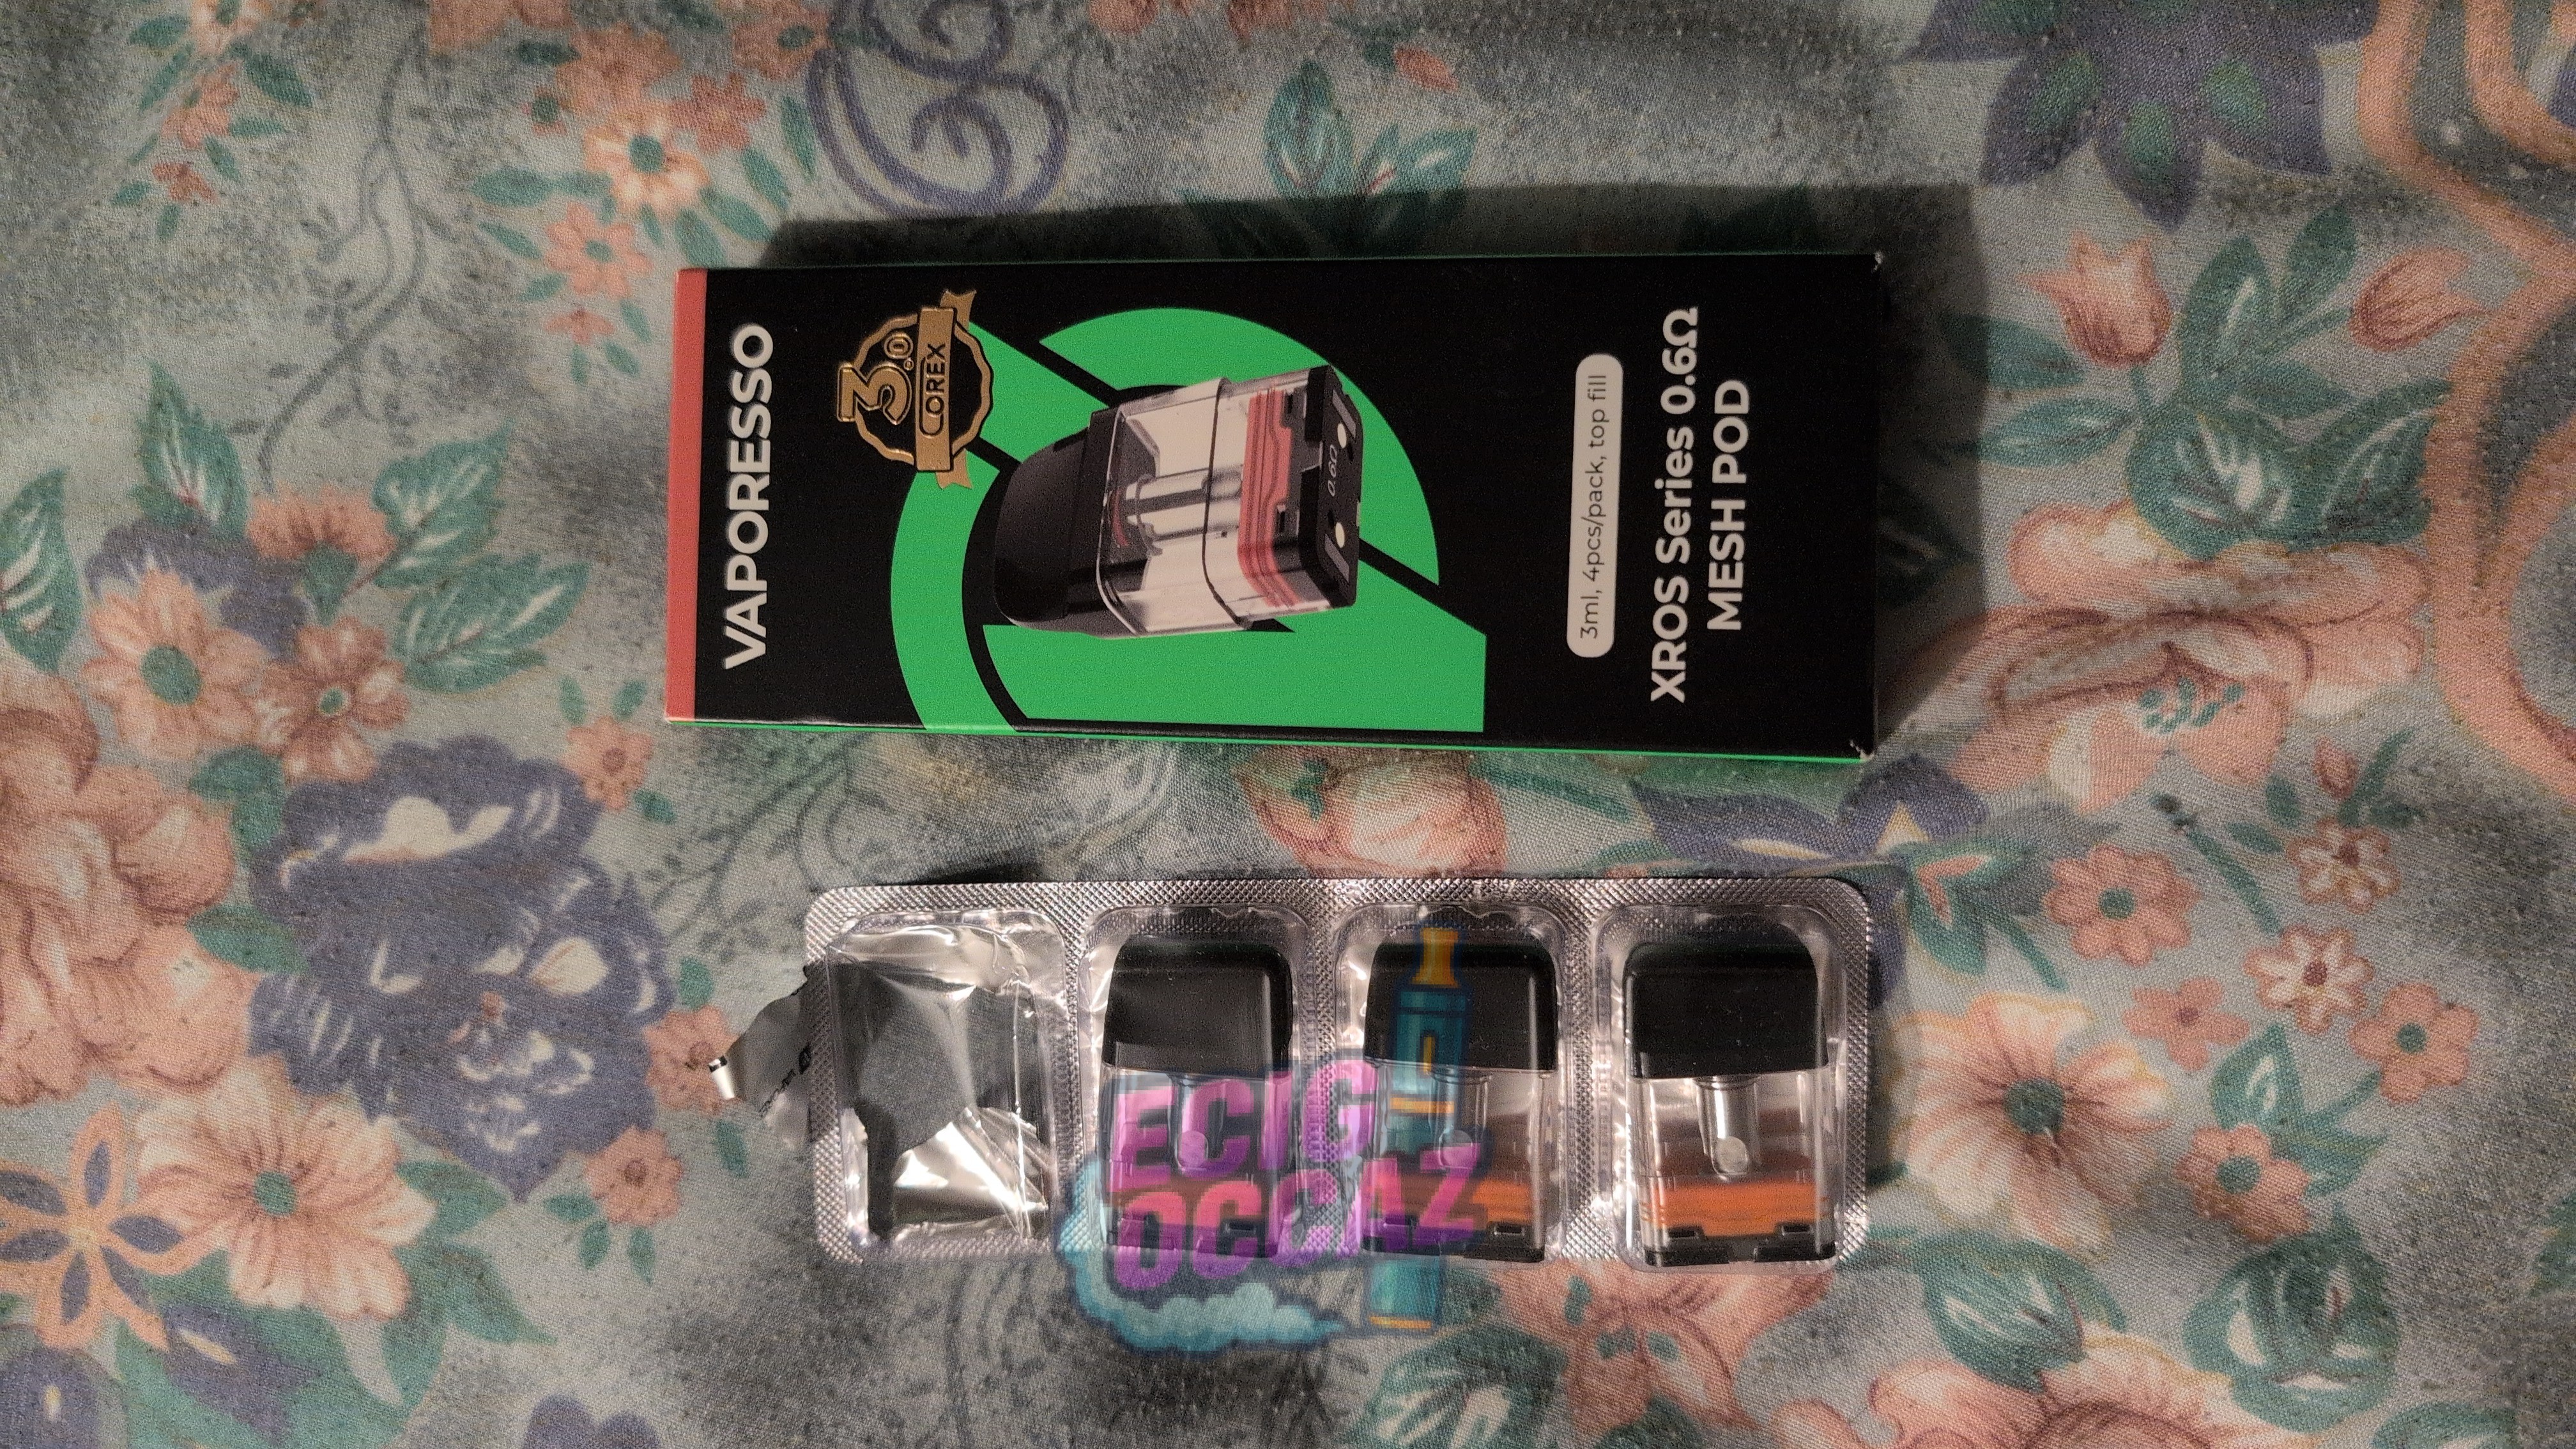 VAPORESSO
3.0
COREX
0.6Ω
3ml, 4pcs/pack, top fill
XROS Series 0.6Ω
MESH POD
ECIG
OCCAZ